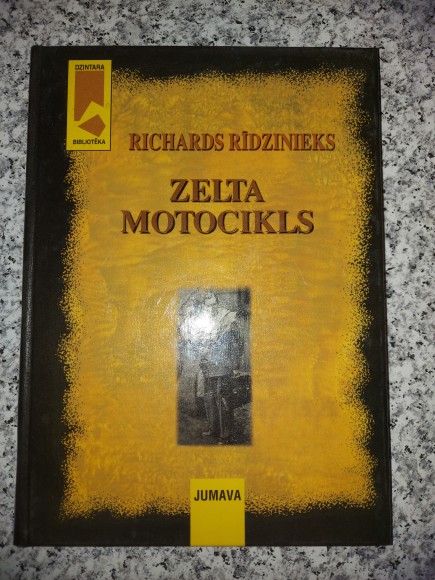 DZINTARA
BIBLIOTĒKA
RICHARDS RĪDZINIEKS
ZELTA
MOTOCIKLS
JUMAVA